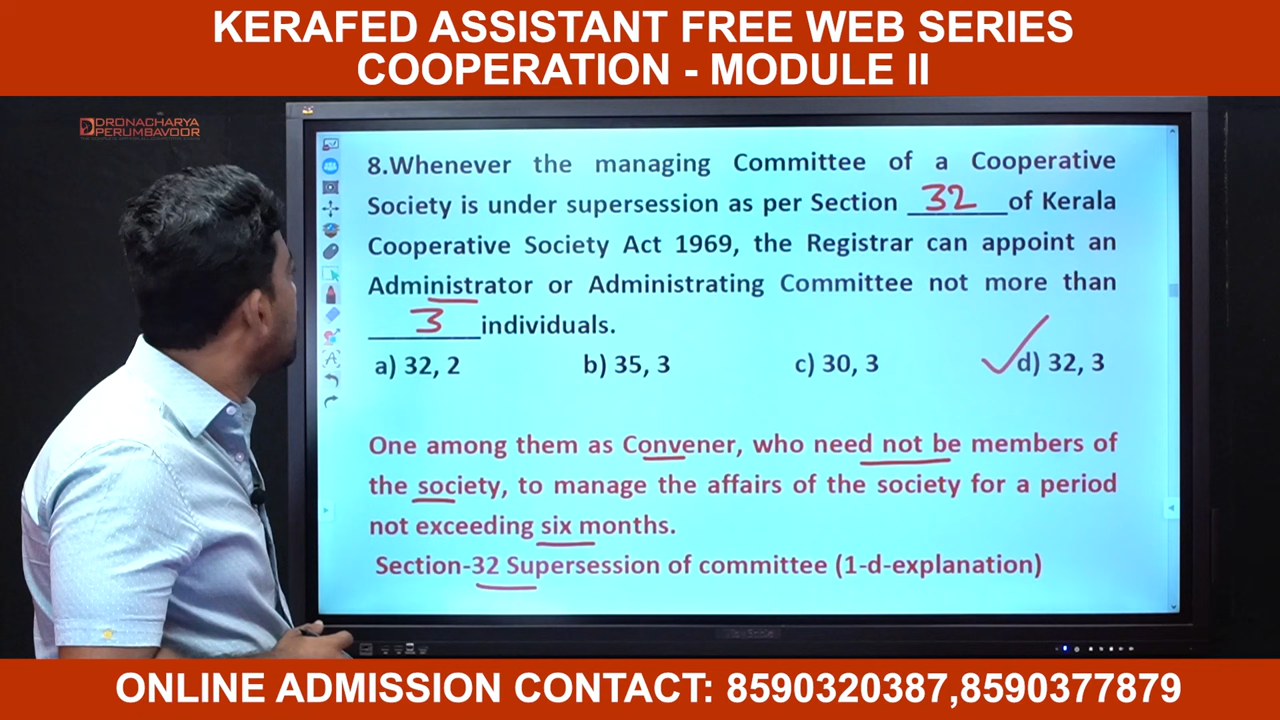 KERAFED ASSISTANT FREE WEB SERIES
COOPERATION - MODULE II
DRONACHARYA
PERUMBAVOOR
8.Whenever the managing Committee of a Cooperative
Society is under supersession as per Section 32 of Kerala
Cooperative Society Act 1969, the Registrar can appoint an
Administrator or Administrating Committee not more than
3 individuals.
a) 32, 2 b) 35, 3 c) 30, 3 d) 32, 3
One among them as Convener, who need not be members of
the society, to manage the affairs of the society for a period
not exceeding six months.
Section-32 Supersession of committee (1-d-explanation)
ViewSonic
ONLINE ADMISSION CONTACT: 8590320387,8590377879